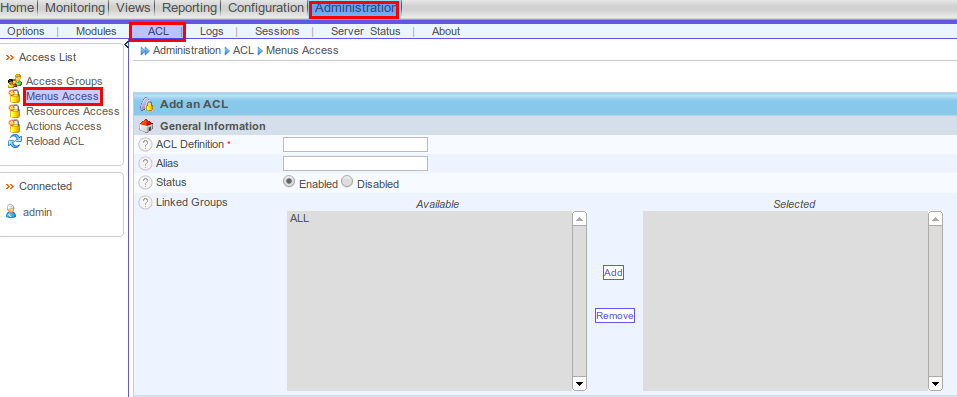 Home Monitoring Views Reporting Configuration Administration
Options | Modules ACL Logs | Sessions | Server Status | About
Administration ACL Menus Access
Access List
Access Groups
Menus Access
Resources Access
Actions Access
Reload ACL
Connected
admin
Add an ACL
General Information
? ACL Definition *
? Alias
? Status Enabled Disabled
? Linked Groups
Available Selected
ALL
Add
Remove